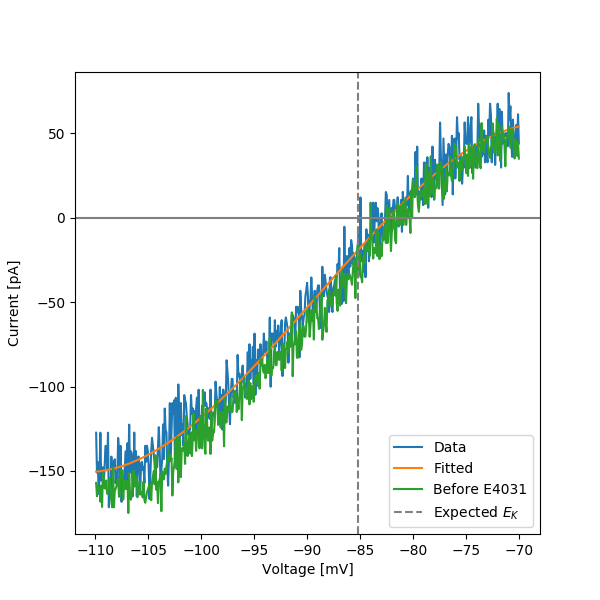 50
0
−50
−100
−150
Current [pA]
Data
Fitted
Before E4031
Expected E_K
−110 −105 −100 −95 −90 −85 −80 −75 −70
Voltage [mV]